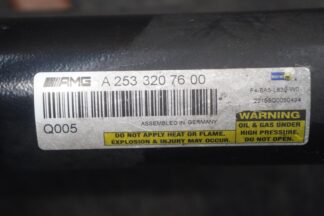 AMG A 253 320 76 00
Q005
ASSEMBLED IN GERMANY
WARNING
OIL & GAS UNDER
HIGH PRESSURE,
DO NOT OPEN.
DO NOT APPLY HEAT OR FLAME.
EXPLOSION & INJURY MAY OCCUR.